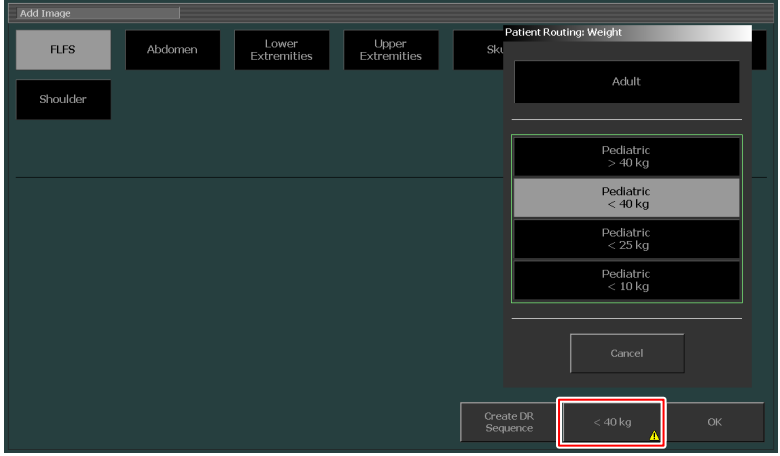 Add Image
FLFS
Abdomen
Lower
Extremities
Upper
Extremities
Sku
Shoulder
Patient Routing: Weight
Adult
Pediatric
> 40 kg
Pediatric
< 40 kg
Pediatric
< 25 kg
Pediatric
< 10 kg
Cancel
Create DR
Sequence
< 40 kg
OK